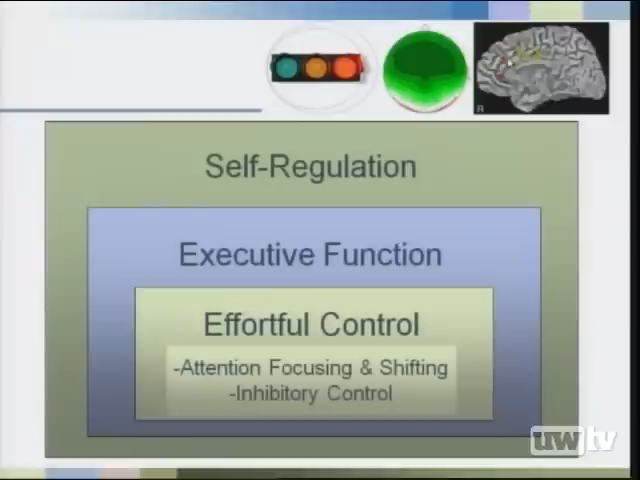 R
Self-Regulation
Executive Function
Effortful Control
-Attention Focusing & Shifting
-Inhibitory Control
uwtv